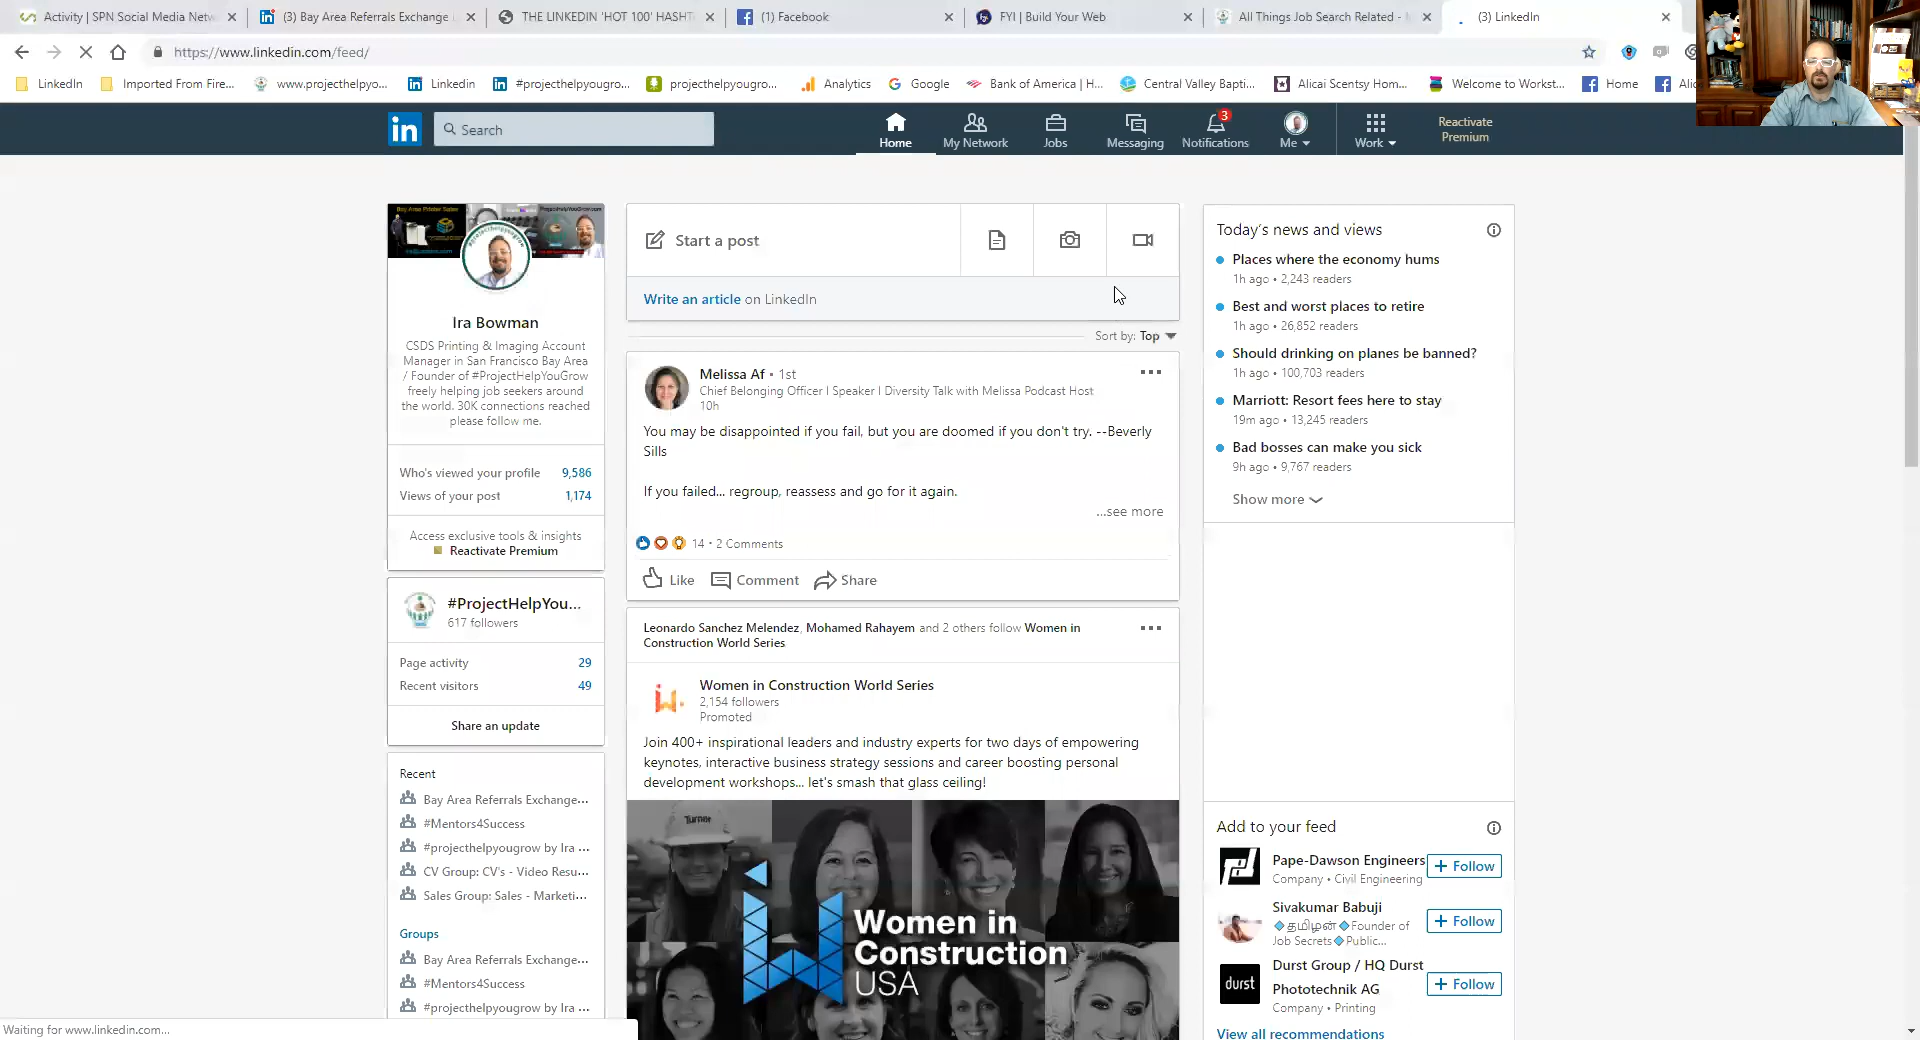 Activity | SPN Social Media Netw
(3) Bay Area Referrals Exchange
THE LINKEDIN 'HOT 100' HASHT
(1) Facebook
FYI | Build Your Web
All Things Job Search Related -
(3) LinkedIn
https://www.linkedin.com/feed/
LinkedIn
Imported From Fire...
www.projecthelpyo...
Linkedin
#projecthelpyougro...
projecthelpyougro...
Analytics
Google
Bank of America | H...
Central Valley Bapti...
Alicai Scentsy Hom...
Welcome to Workst...
Home
in
Search
Home
My Network
Jobs
Messaging
3
Notifications
Me
Work
Reactivate
Premium
Bay Area Printer Sales
Ira Bowman
CSDS Printing & Imaging Account
Manager in San Francisco Bay Area
/ Founder of #ProjectHelpYouGrow
freely helping job seekers around
the world. 30K connections reached
please follow me.
Who's viewed your profile 9,586
Views of your post 1,174
Access exclusive tools & insights
Reactivate Premium
#ProjectHelpYou...
617 followers
Page activity 29
Recent visitors 49
Share an update
Recent
Bay Area Referrals Exchange...
#Mentors4Success
#projecthelpyougrow by Ira ...
CV Group: CV's - Video Resu...
Sales Group: Sales - Marketi...
Groups
Bay Area Referrals Exchange...
#Mentors4Success
#projecthelpyougrow by Ira ...
Waiting for www.linkedin.com...
Start a post
Write an article on LinkedIn
Sort by: Top
Melissa Af • 1st
Chief Belonging Officer l Speaker l Diversity Talk with Melissa Podcast Host
10h
You may be disappointed if you fail, but you are doomed if you don't try. --Beverly
Sills
If you failed... regroup, reassess and go for it again.
...see more
14 • 2 Comments
Like
Comment
Share
Leonardo Sanchez Melendez, Mohamed Rahayem and 2 others follow Women in
Construction World Series
Women in Construction World Series
2,154 followers
Promoted
Join 400+ inspirational leaders and industry experts for two days of empowering
keynotes, interactive business strategy sessions and career boosting personal
development workshops... let's smash that glass ceiling!
Turner
Women in
Construction
USA
Today's news and views
Places where the economy hums
1h ago • 2,243 readers
Best and worst places to retire
1h ago • 26,852 readers
Should drinking on planes be banned?
1h ago • 100,703 readers
Marriott: Resort fees here to stay
19m ago • 13,245 readers
Bad bosses can make you sick
9h ago • 9,767 readers
Show more
Add to your feed
Pape-Dawson Engineers
Company • Civil Engineering
+ Follow
Sivakumar Babuji
🔷தமிழன்🔷Founder of
Job Secrets🔷Public...
+ Follow
durst
Durst Group / HQ Durst
Phototechnik AG
Company • Printing
+ Follow
View all recommendations